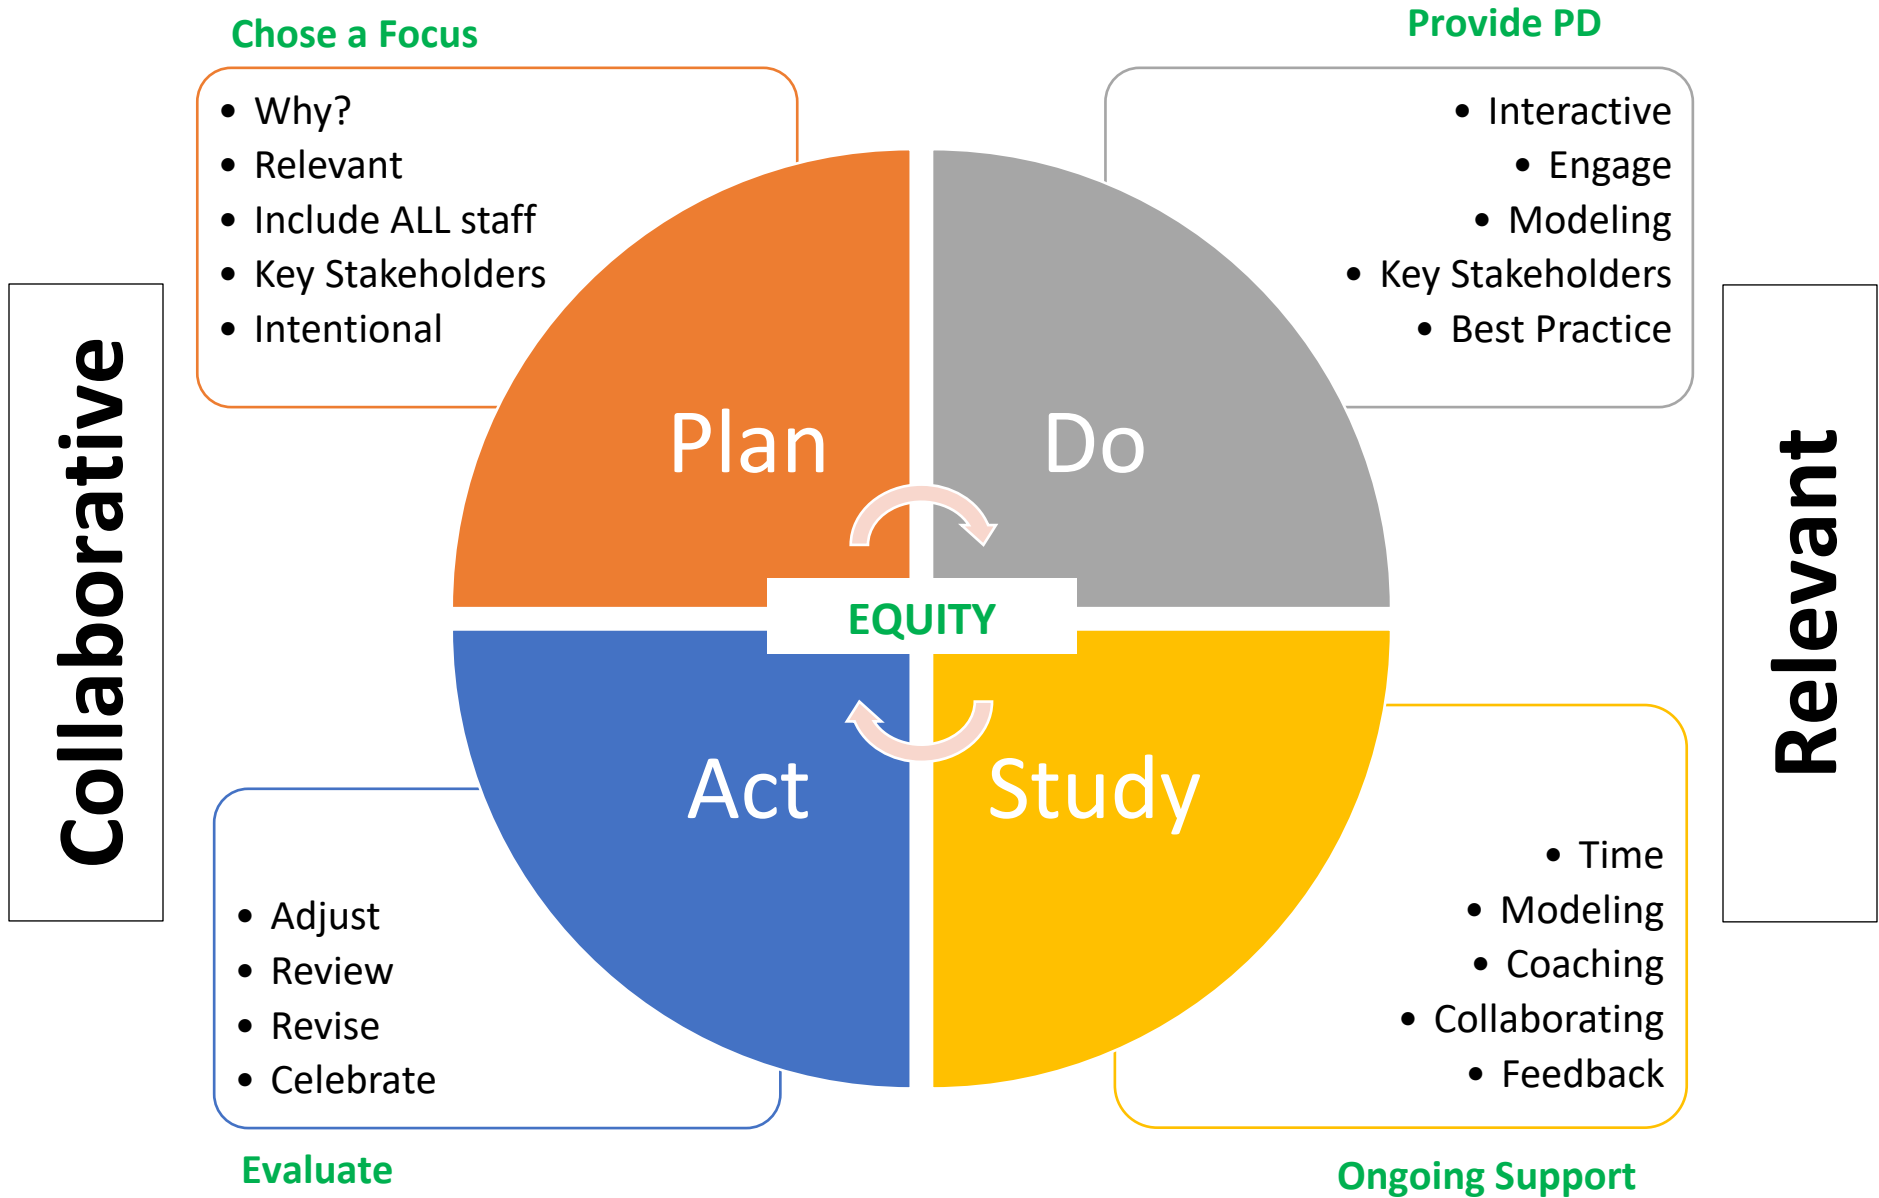 Chose a Focus
• Why?
• Relevant
• Include ALL staff
• Key Stakeholders
• Intentional
Provide PD
• Interactive
• Engage
• Modeling
• Key Stakeholders
• Best Practice
Collaborative
Plan
Do
EQUITY
Act
Study
Relevant
• Adjust
• Review
• Revise
• Celebrate
Evaluate
• Time
• Modeling
• Coaching
• Collaborating
• Feedback
Ongoing Support